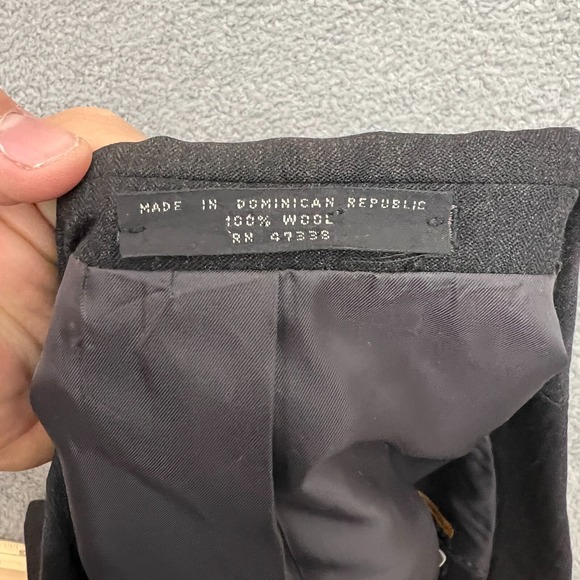 MADE IN DOMINICAN REPUBLIC
100% WOOL
RN 47338